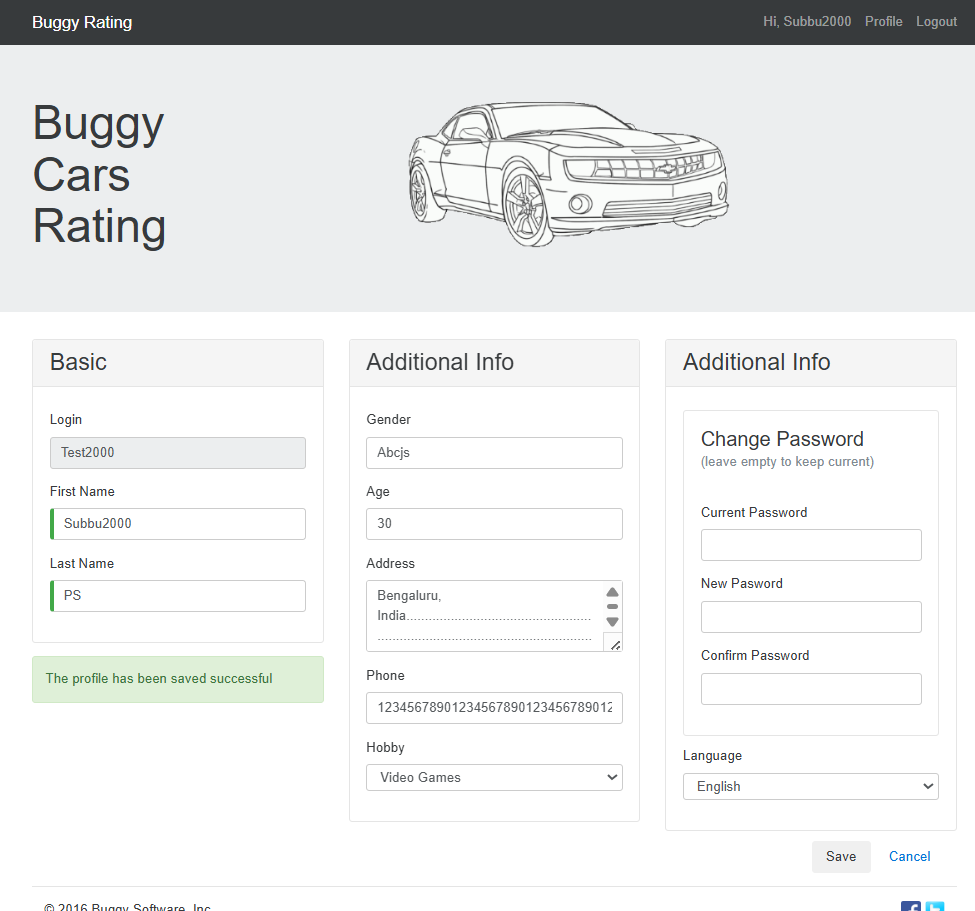 Buggy Rating
Hi, Subbu2000 Profile Logout
Buggy
Cars
Rating
Basic
Login
Test2000
First Name
Subbu2000
Last Name
PS
The profile has been saved successful
Additional Info
Gender
Abcjs
Age
30
Address
Bengaluru,
India..................................................
..........................................................
Phone
12345678901234567890123456789012
Hobby
Video Games
Additional Info
Change Password
(leave empty to keep current)
Current Password
New Pasword
Confirm Password
Language
English
Save Cancel
© 2016 Buggy Software, Inc